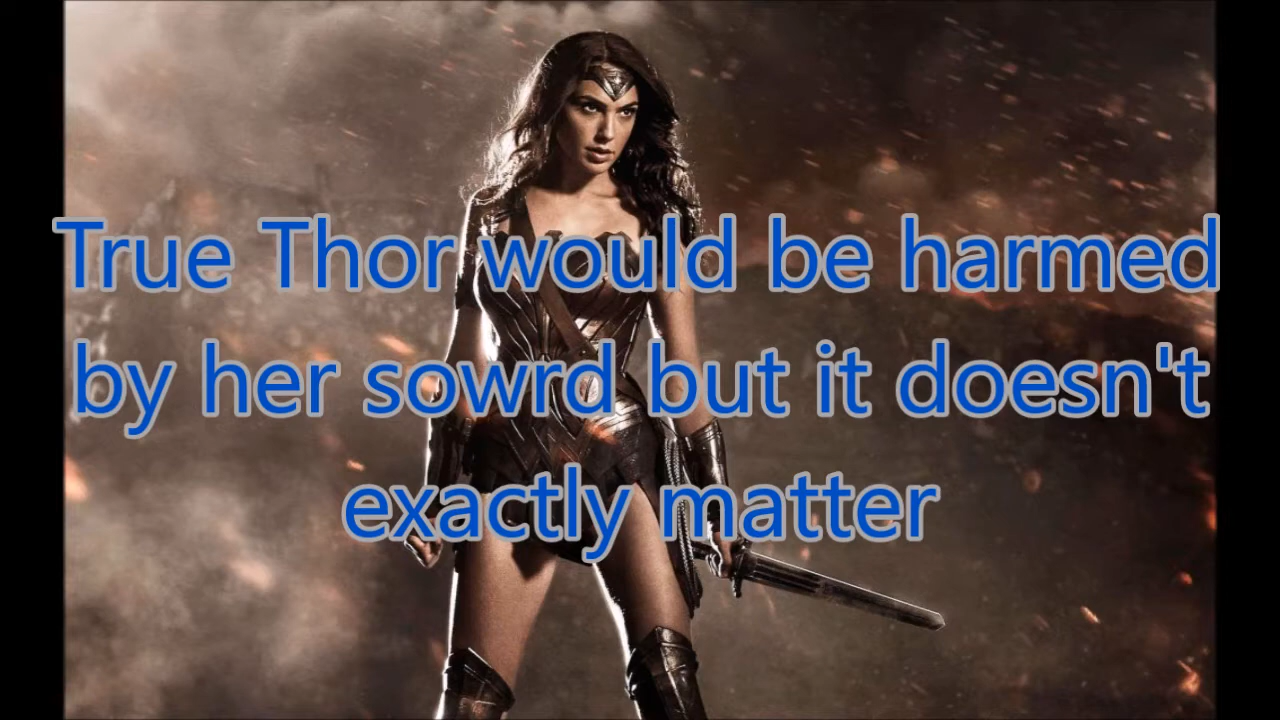 True Thor would be harmed
by her sowrd but it doesn't
exactly matter